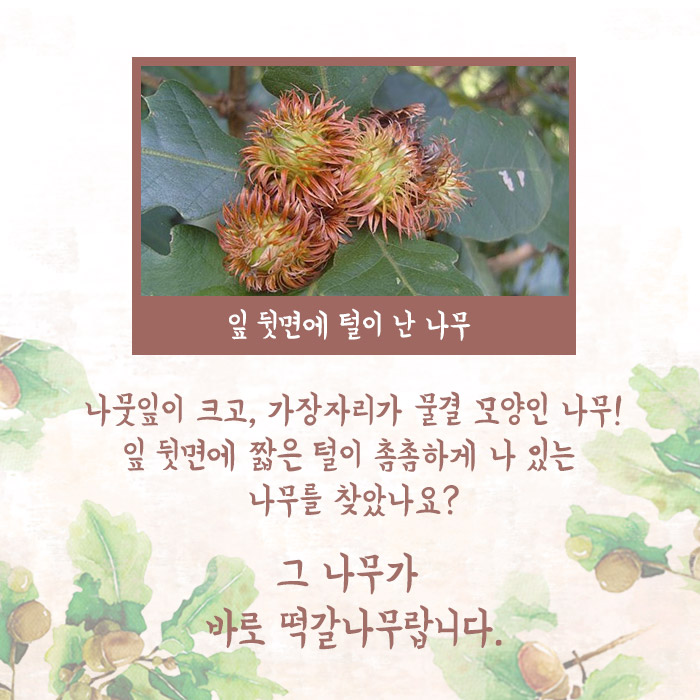 잎 뒷면에 털이 난 나무
나뭇잎이 크고, 가장자리가 물결 모양인 나무!
잎 뒷면에 짧은 털이 촘촘하게 나 있는
나무를 찾았나요?
그 나무가
바로 떡갈나무랍니다.